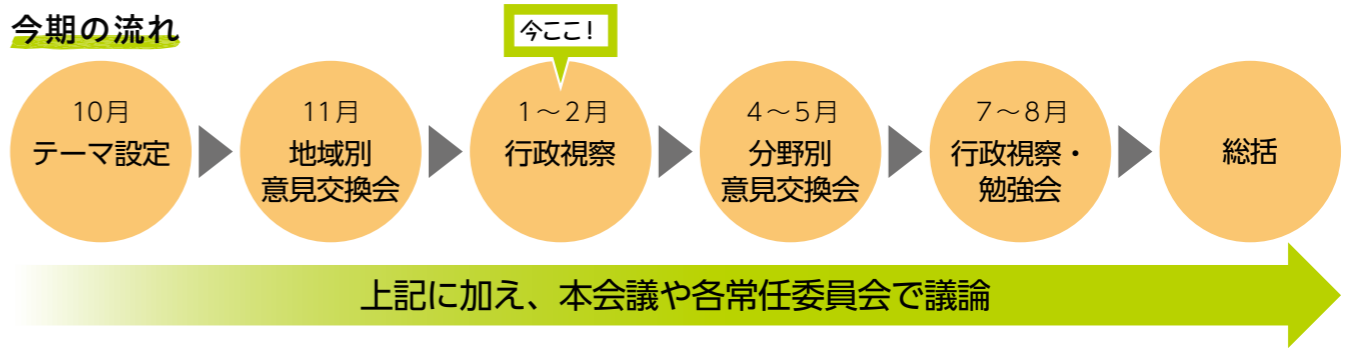 今期の流れ
今ここ！
10月
テーマ設定
11月
地域別
意見交換会
1～2月
行政視察
4～5月
分野別
意見交換会
7～8月
行政視察・
勉強会
総括
上記に加え、本会議や各常任委員会で議論